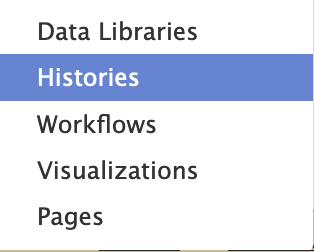 Data Libraries
Histories
Workflows
Visualizations
Pages